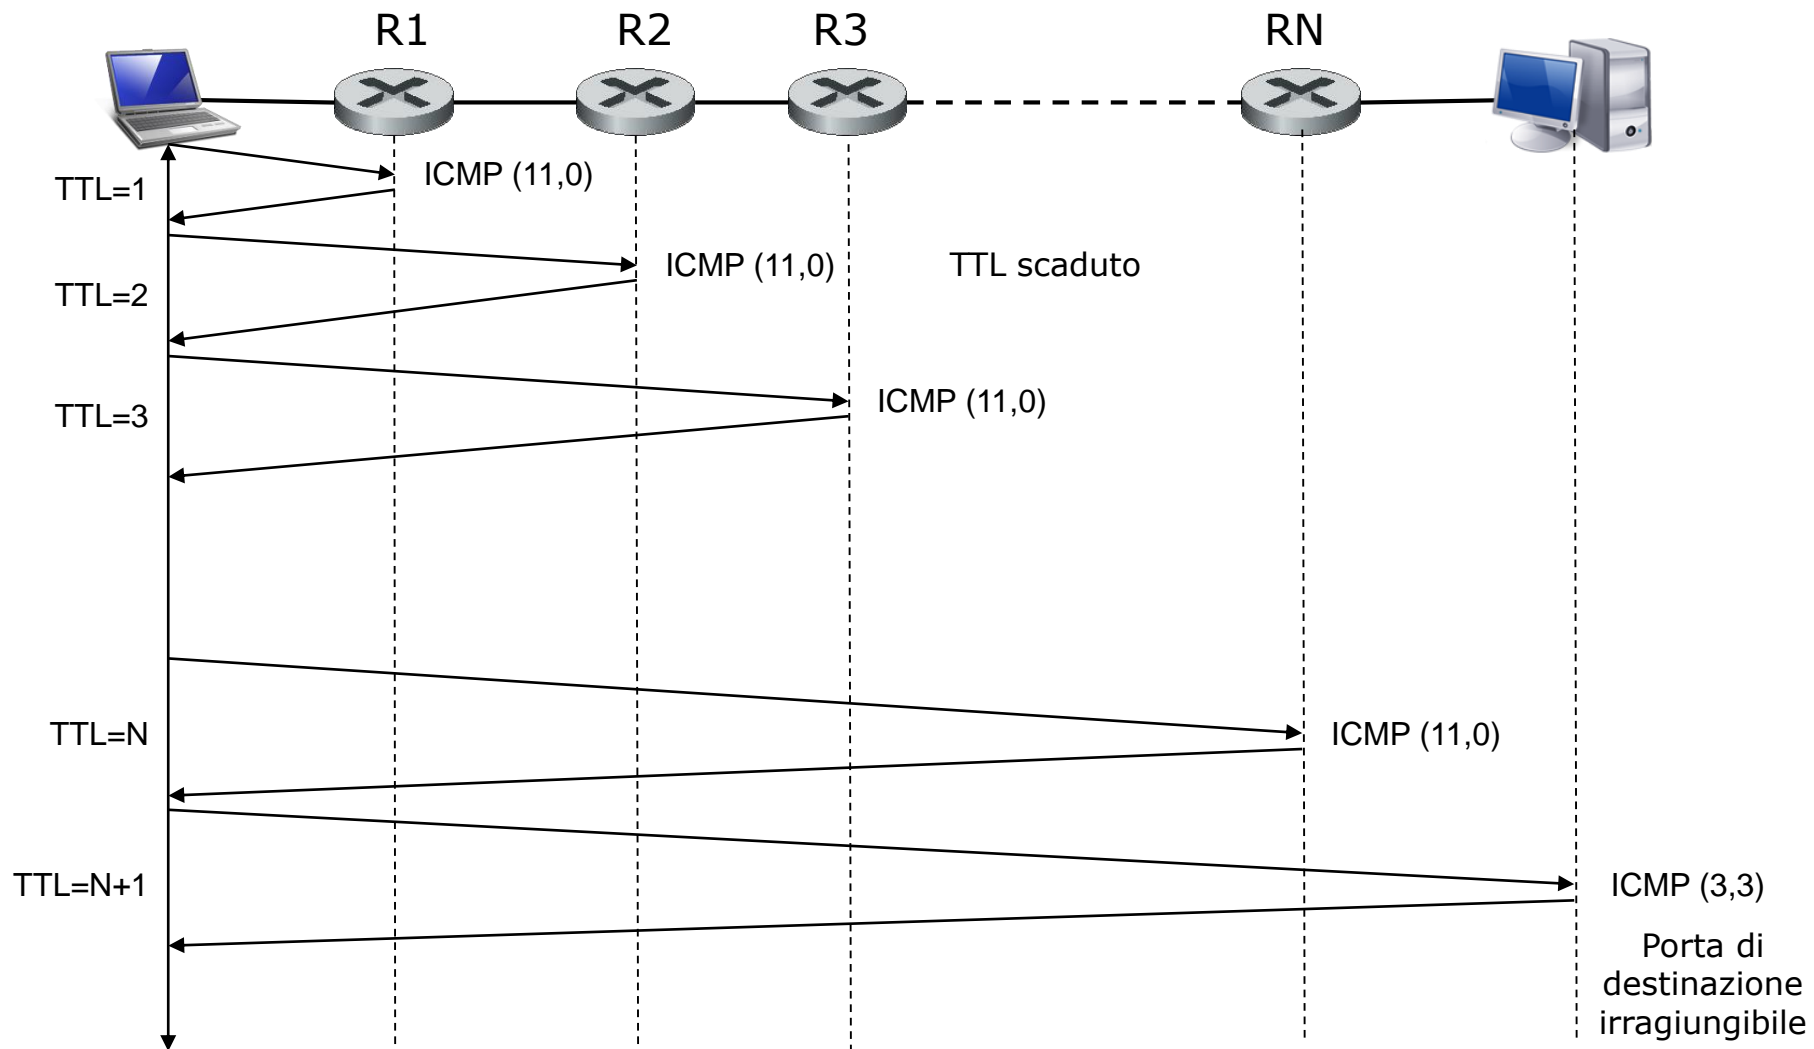 R1
R2
R3
RN
TTL=1
ICMP (11,0)
ICMP (11,0)
TTL scaduto
TTL=2
ICMP (11,0)
TTL=3
TTL=N
ICMP (11,0)
TTL=N+1
ICMP (3,3)
Porta di
destinazione
irragiungibile